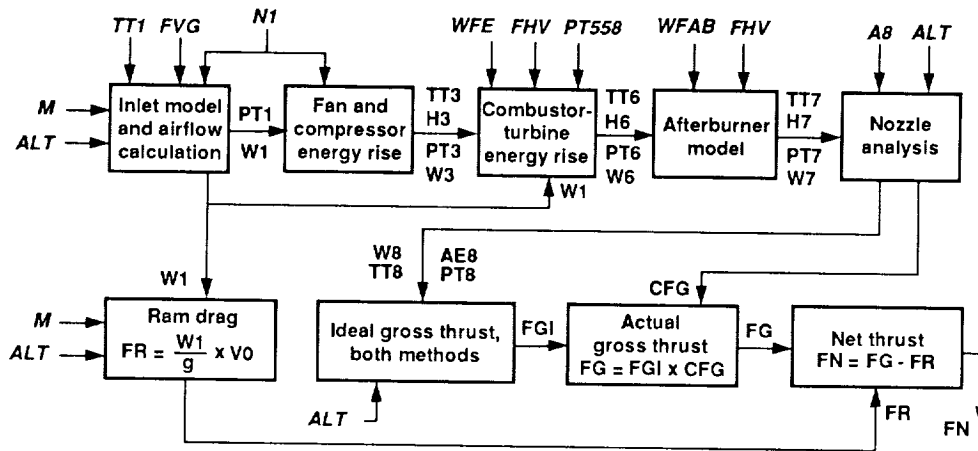 N1
TT1 FVG
WFE FHV PT558
WFAB FHV
A8 ALT
M
ALT
Inlet model
and airflow
calculation
PT1
W1
Fan and
compressor
energy rise
TT3
H3
PT3
W3
Combustor-
turbine
energy rise
W1
TT6
H6
PT6
W6
Afterburner
model
TT7
H7
PT7
W7
Nozzle
analysis
W1
W8
TT8
AE8
PT8
CFG
M
ALT
Ram drag
FR = W1/g x V0
Ideal gross thrust,
both methods
ALT
FGI
Actual
gross thrust
FG = FGI x CFG
FG
Net thrust
FN = FG - FR
FR
FN